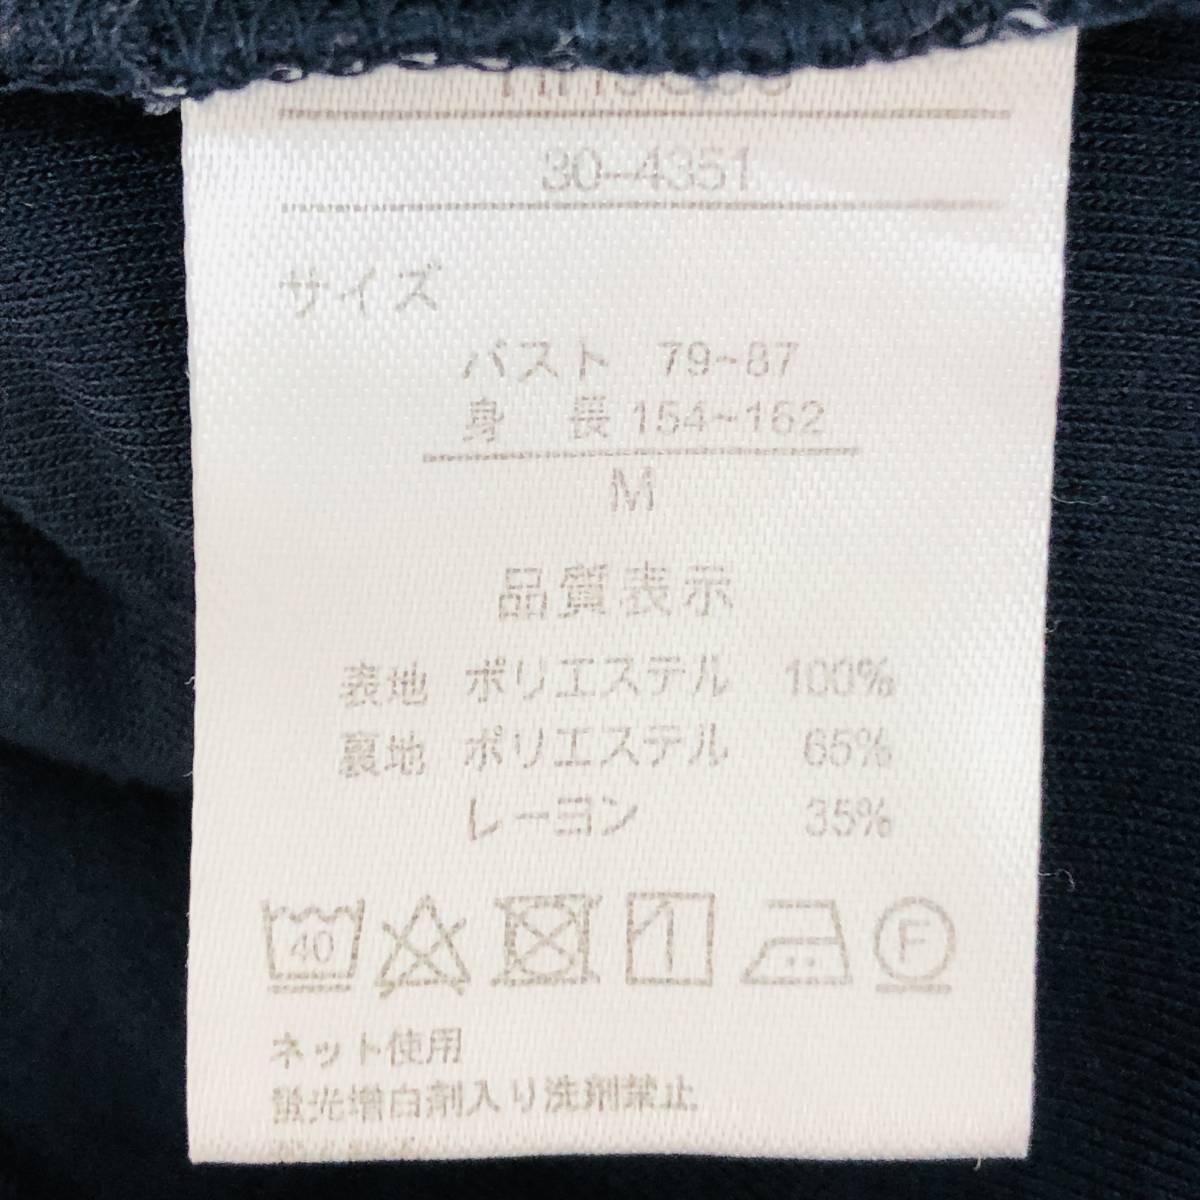 30-4351
サイズ
バスト 79~87
身 長 154~162
M
品質表示
表地 ポリエステル 100%
裏地 ポリエステル 65%
レーヨン 35%
40 F
ネット使用
蛍光増白剤入り洗剤禁止